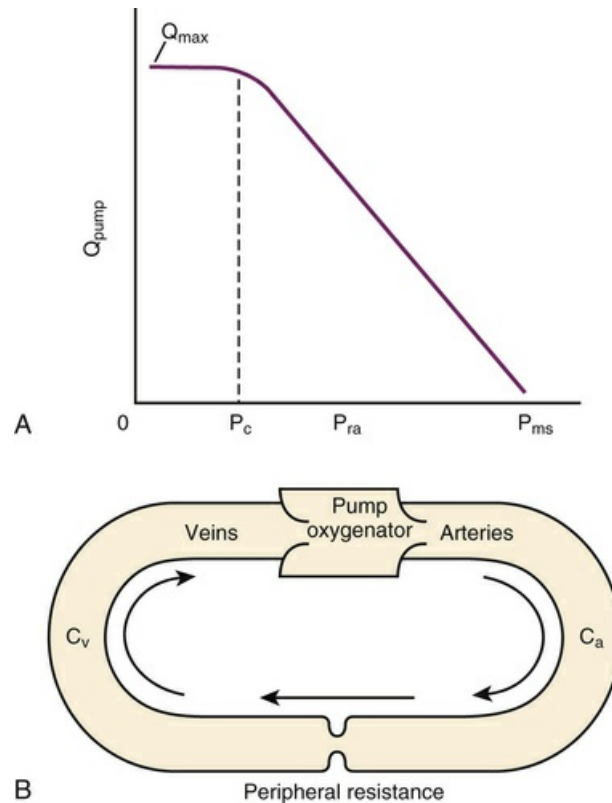 Qmax
Qpump
A
0
Pc
Pra
Pms
Veins
Pump
oxygenator
Arteries
Cv
Ca
B
Peripheral resistance